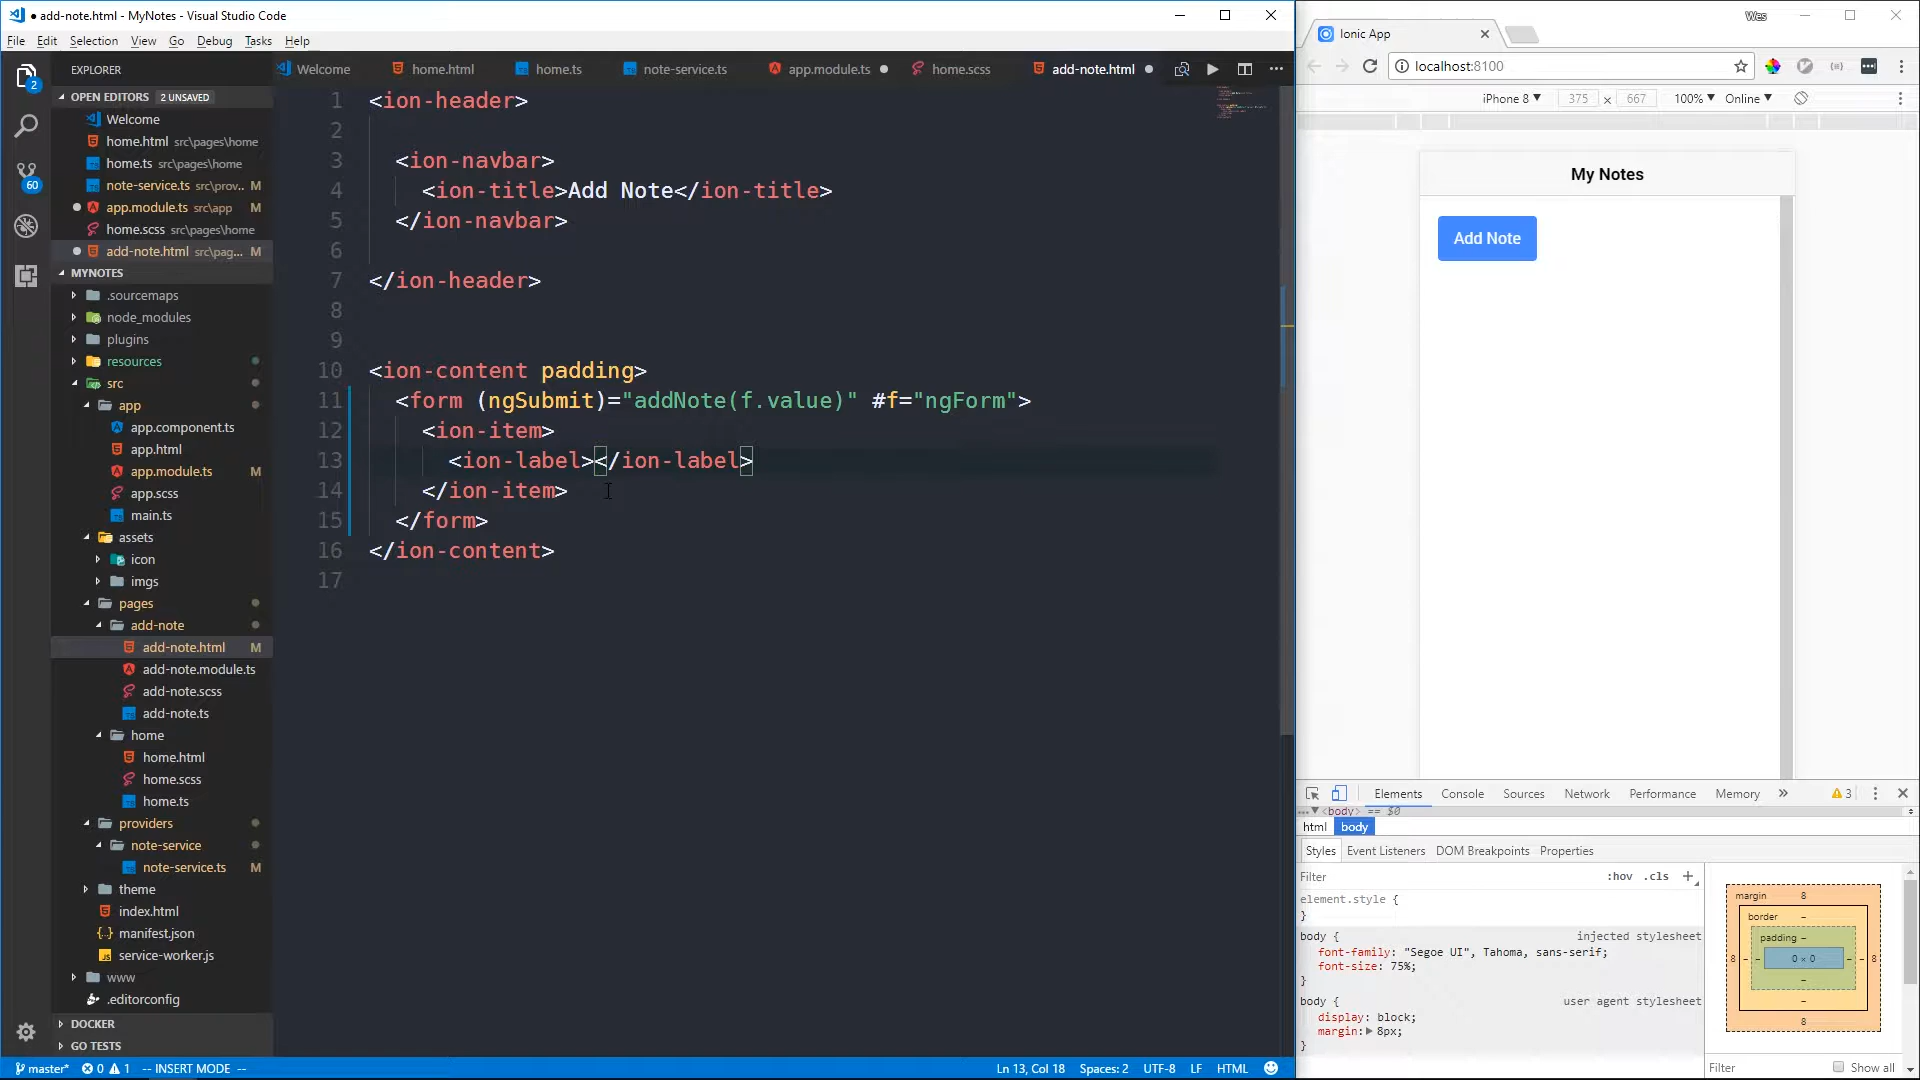 ● add-note.html - MyNotes - Visual Studio Code
File Edit Selection View Go Debug Tasks Help
2
60
EXPLORER
OPEN EDITORS 2 UNSAVED
Welcome
home.html src\pages\home
home.ts src\pages\home
note-service.ts src\prov... M
app.module.ts src\app M
home.scss src\pages\home
add-note.html src\pag... M
MYNOTES
.sourcemaps
node_modules
plugins
resources
src
app
app.component.ts
app.html
app.module.ts M
app.scss
main.ts
assets
icon
imgs
pages
add-note
add-note.html M
add-note.module.ts
add-note.scss
add-note.ts
home
home.html
home.scss
home.ts
providers
note-service
note-service.ts M
theme
index.html
manifest.json
service-worker.js
www
.editorconfig
DOCKER
GO TESTS
Welcome home.html home.ts note-service.ts app.module.ts home.scss add-note.html
1 <ion-header>
2
3 <ion-navbar>
4 <ion-title>Add Note</ion-title>
5 </ion-navbar>
6
7 </ion-header>
8
9
10 <ion-content padding>
11 <form (ngSubmit)="addNote(f.value)" #f="ngForm">
12 <ion-item>
13 <ion-label></ion-label>
14 </ion-item>
15 </form>
16 </ion-content>
17
master* 0 1 -- INSERT MODE -- Ln 13, Col 18 Spaces: 2 UTF-8 LF HTML
Wes
Ionic App
localhost:8100
iPhone 8 375 x 667 100% Online
My Notes
Add Note
Elements Console Sources Network Performance Memory » 3
...<body> == $0
html body
Styles Event Listeners DOM Breakpoints Properties
Filter :hov .cls +
element.style {
}
body { injected stylesheet
font-family: "Segoe UI", Tahoma, sans-serif;
font-size: 75%;
}
body { user agent stylesheet
display: block;
margin: 8px;
}
margin 8
border –
padding –
8 – – 0 × 0 – – 8
–
–
8
Filter Show all